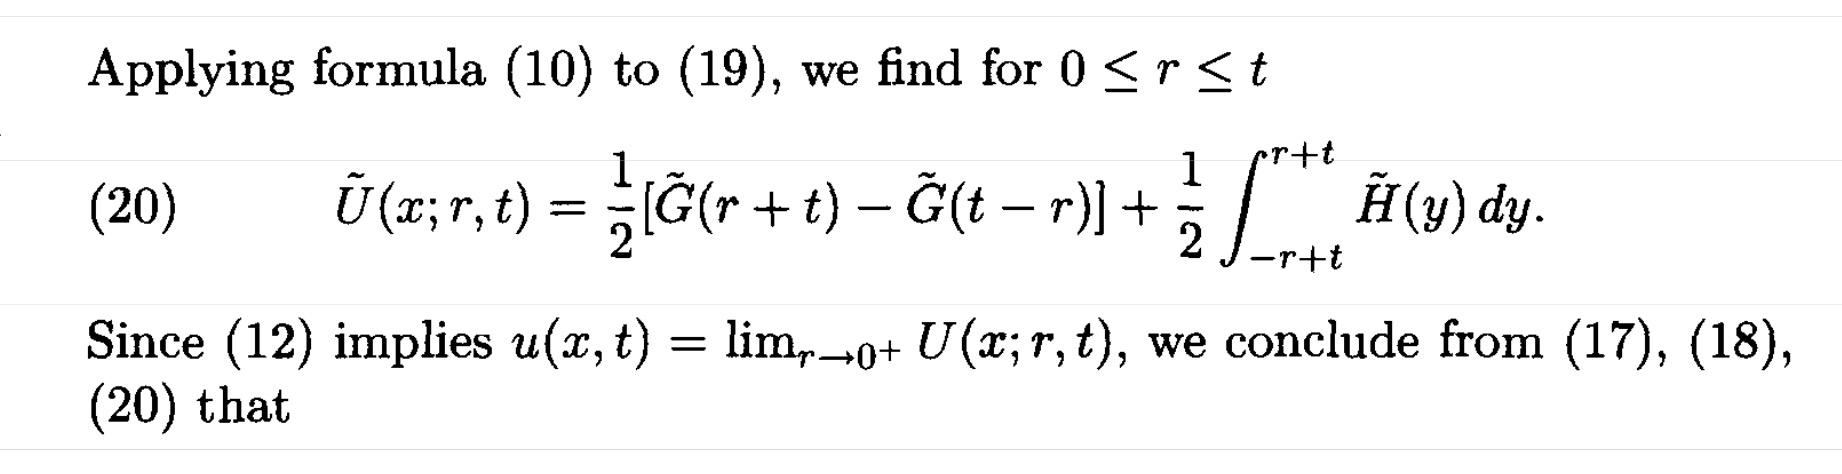 Applying formula (10) to (19), we find for 0 ≤ r ≤ t
(20) Ũ(x; r, t) = 1/2[G̃(r + t) − G̃(t − r)] + 1/2 ∫_{−r+t}^{r+t} H̃(y) dy.
Since (12) implies u(x, t) = lim_{r→0⁺} U(x; r, t), we conclude from (17), (18),
(20) that